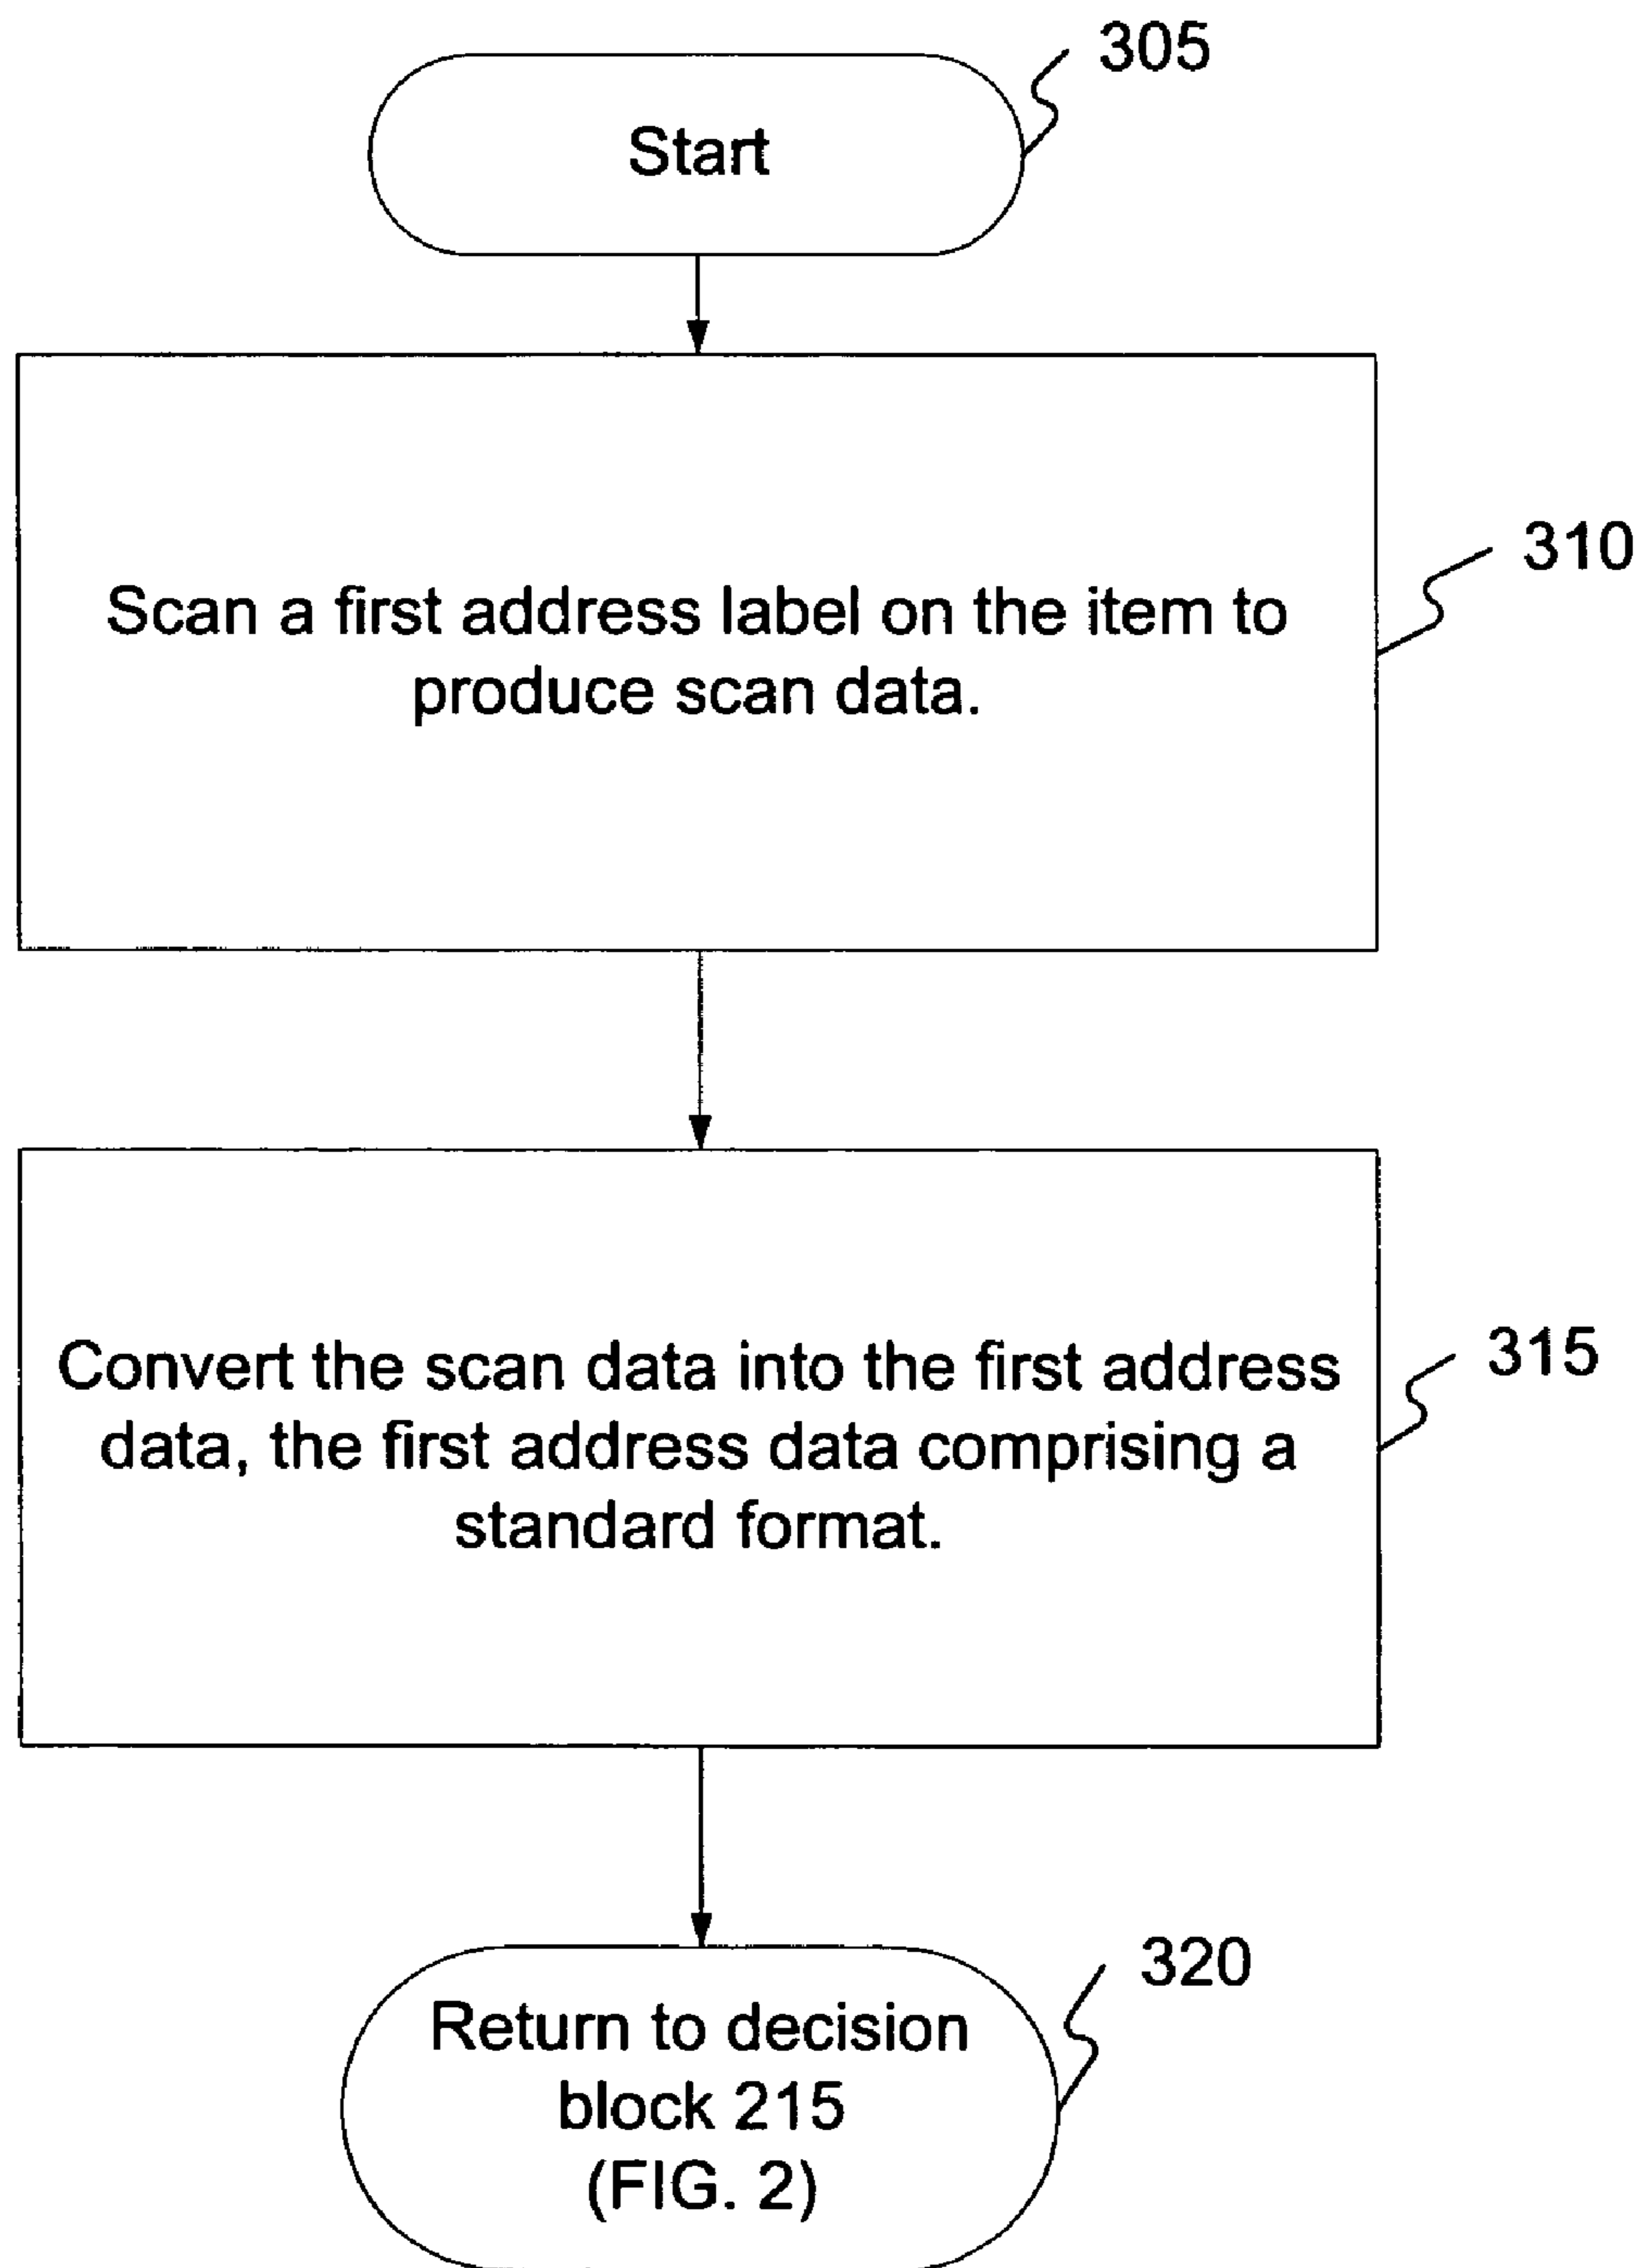 305
Start
310
Scan a first address label on the item to
produce scan data.
315
Convert the scan data into the first address
data, the first address data comprising a
standard format.
320
Return to decision
block 215
(FIG. 2)